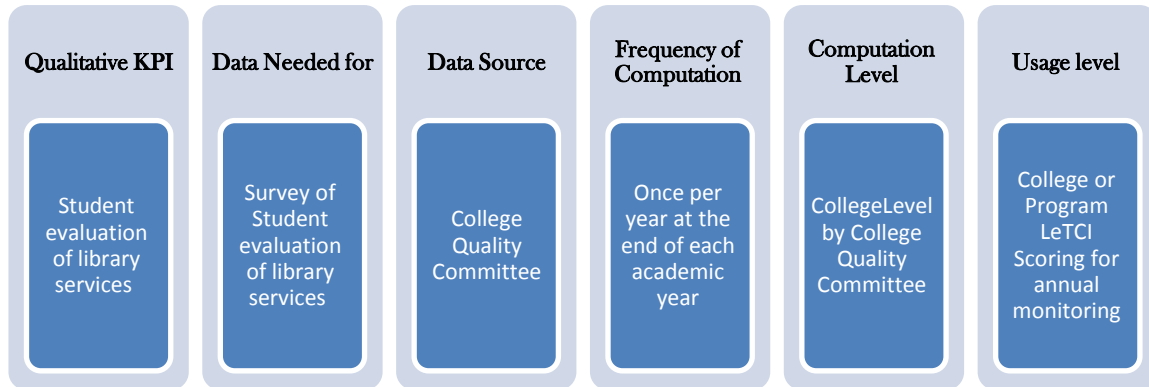 Qualitative KPI
Student
evaluation
of library
services
Data Needed for
Survey of
Student
evaluation
of library
services
Data Source
College
Quality
Committee
Frequency of
Computation
Once per
year at the
end of each
academic
year
Computation
Level
CollegeLevel
by College
Quality
Committee
Usage level
College or
Program
LeTCI
Scoring for
annual
monitoring